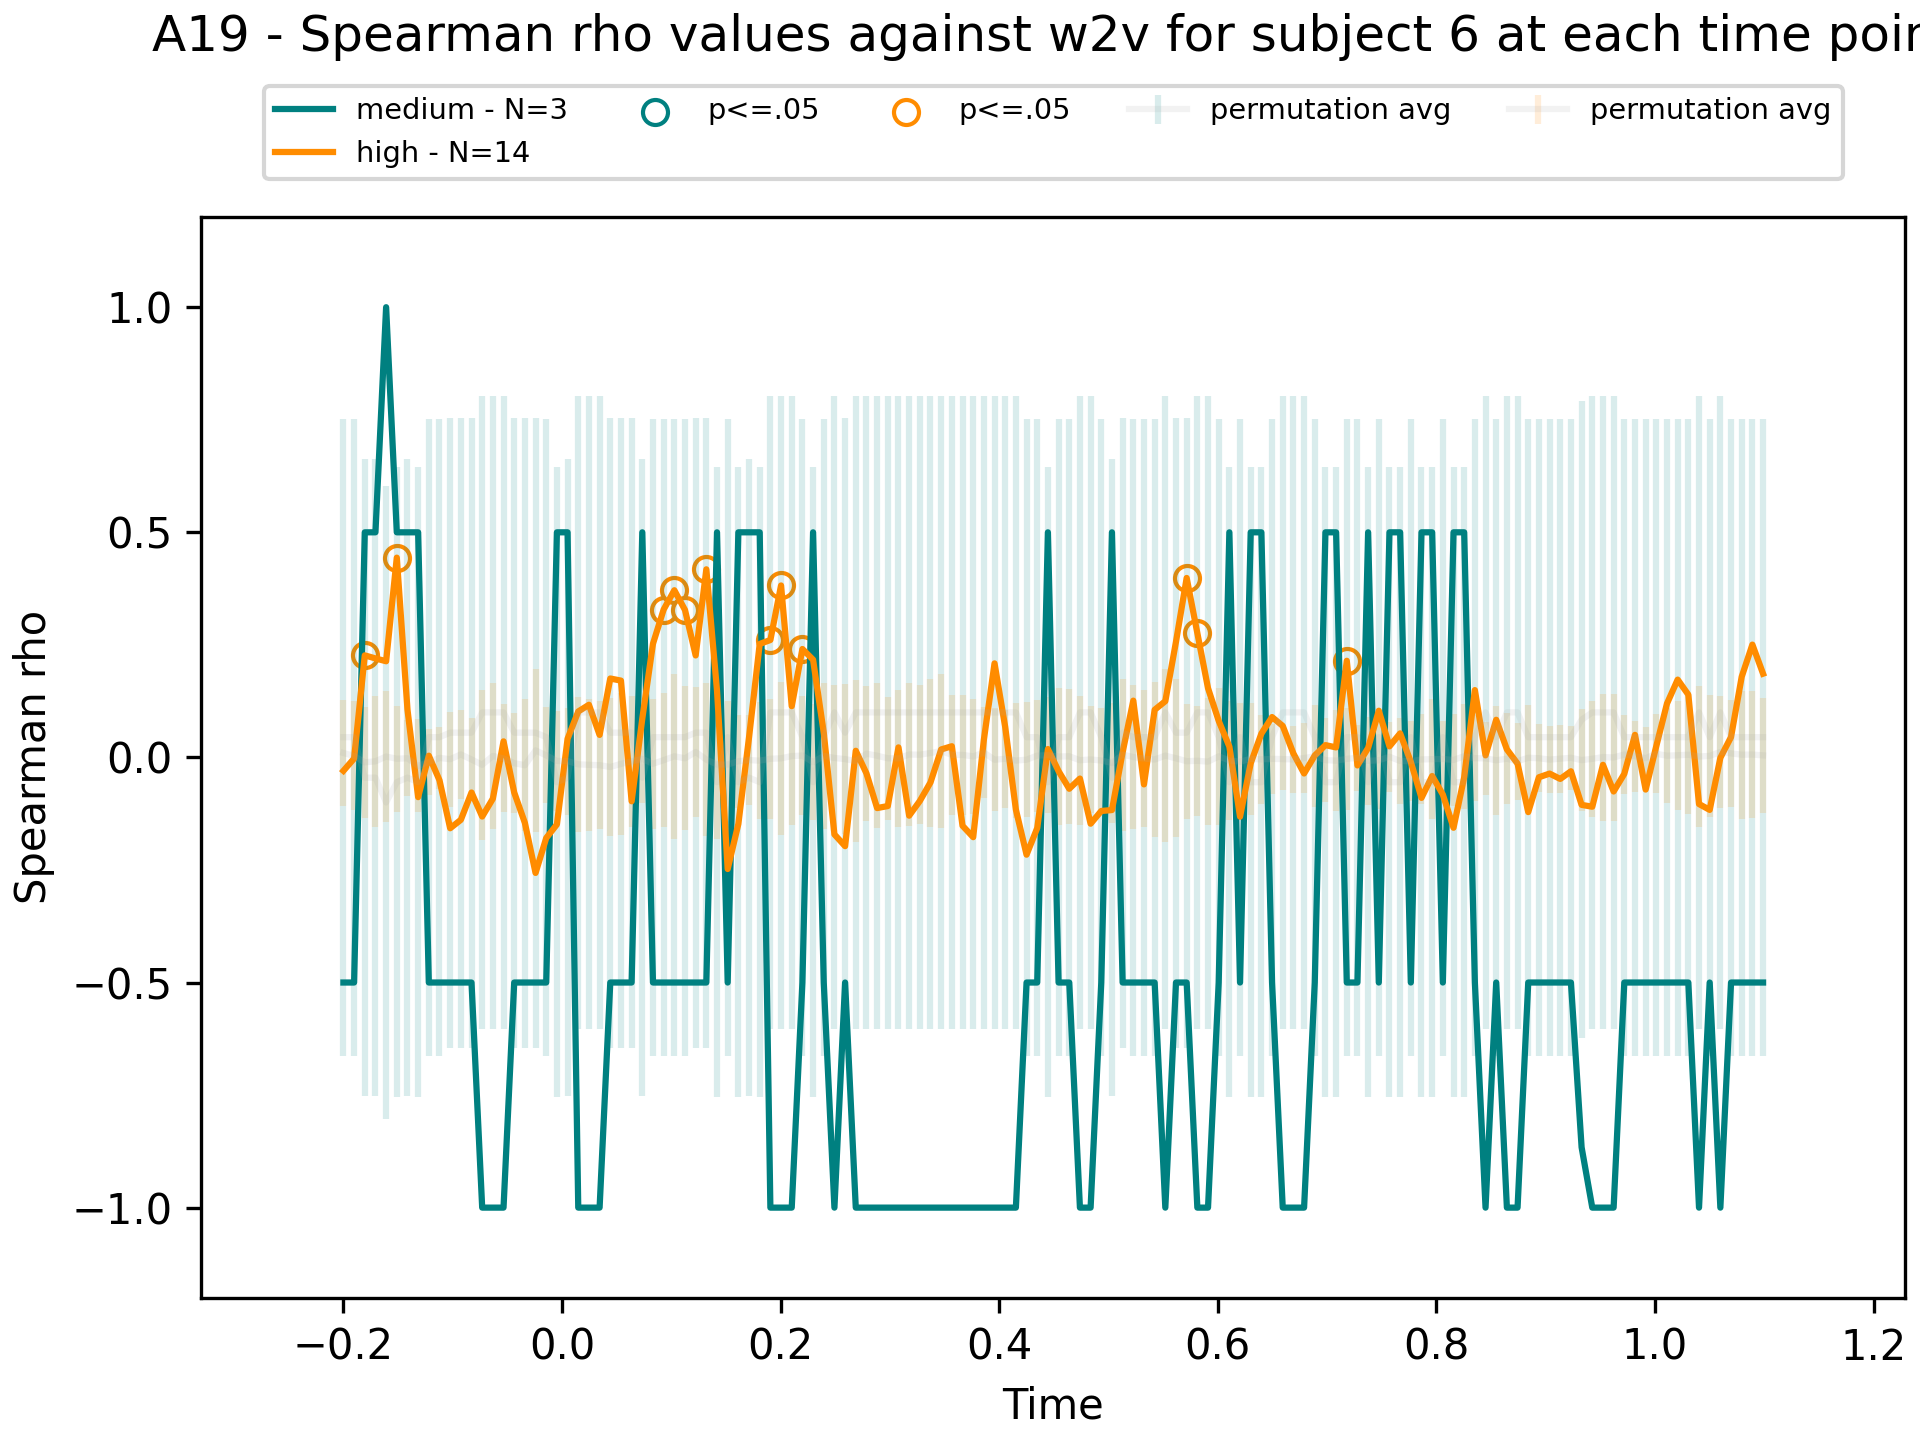 A19 - Spearman rho values against w2v for subject 6 at each time poin
medium - N=3
high - N=14
p<=.05
p<=.05
permutation avg
permutation avg
Spearman rho
1.0
0.5
0.0
−0.5
−1.0
−0.2 0.0 0.2 0.4 0.6 0.8 1.0 1.2
Time